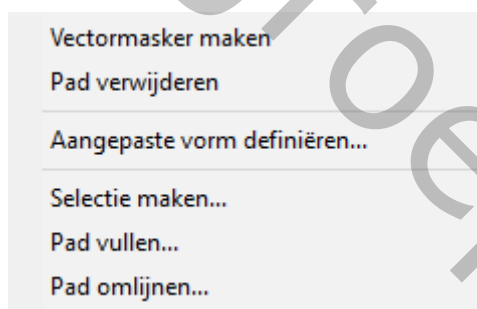 Vectormasker maken
Pad verwijderen
Aangepaste vorm definiëren...
Selectie maken...
Pad vullen...
Pad omlijnen...